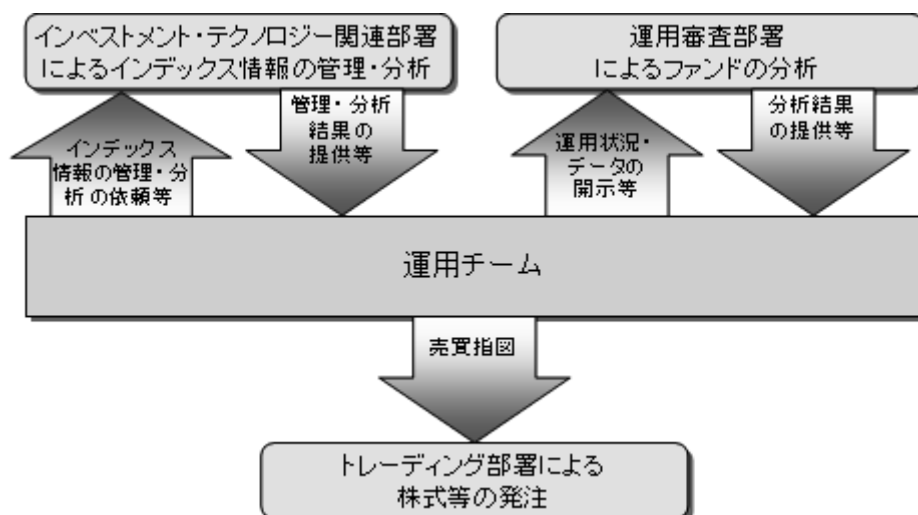 インベストメント・テクノロジー関連部署
によるインデックス情報の管理・分析
運用審査部署
によるファンドの分析
インデックス
情報の管理・分
析の依頼等
管理・分析
結果の
提供等
運用状況・
データの
開示等
分析結果
の提供等
運用チーム
売買指図
トレーディング部署による
株式等の発注